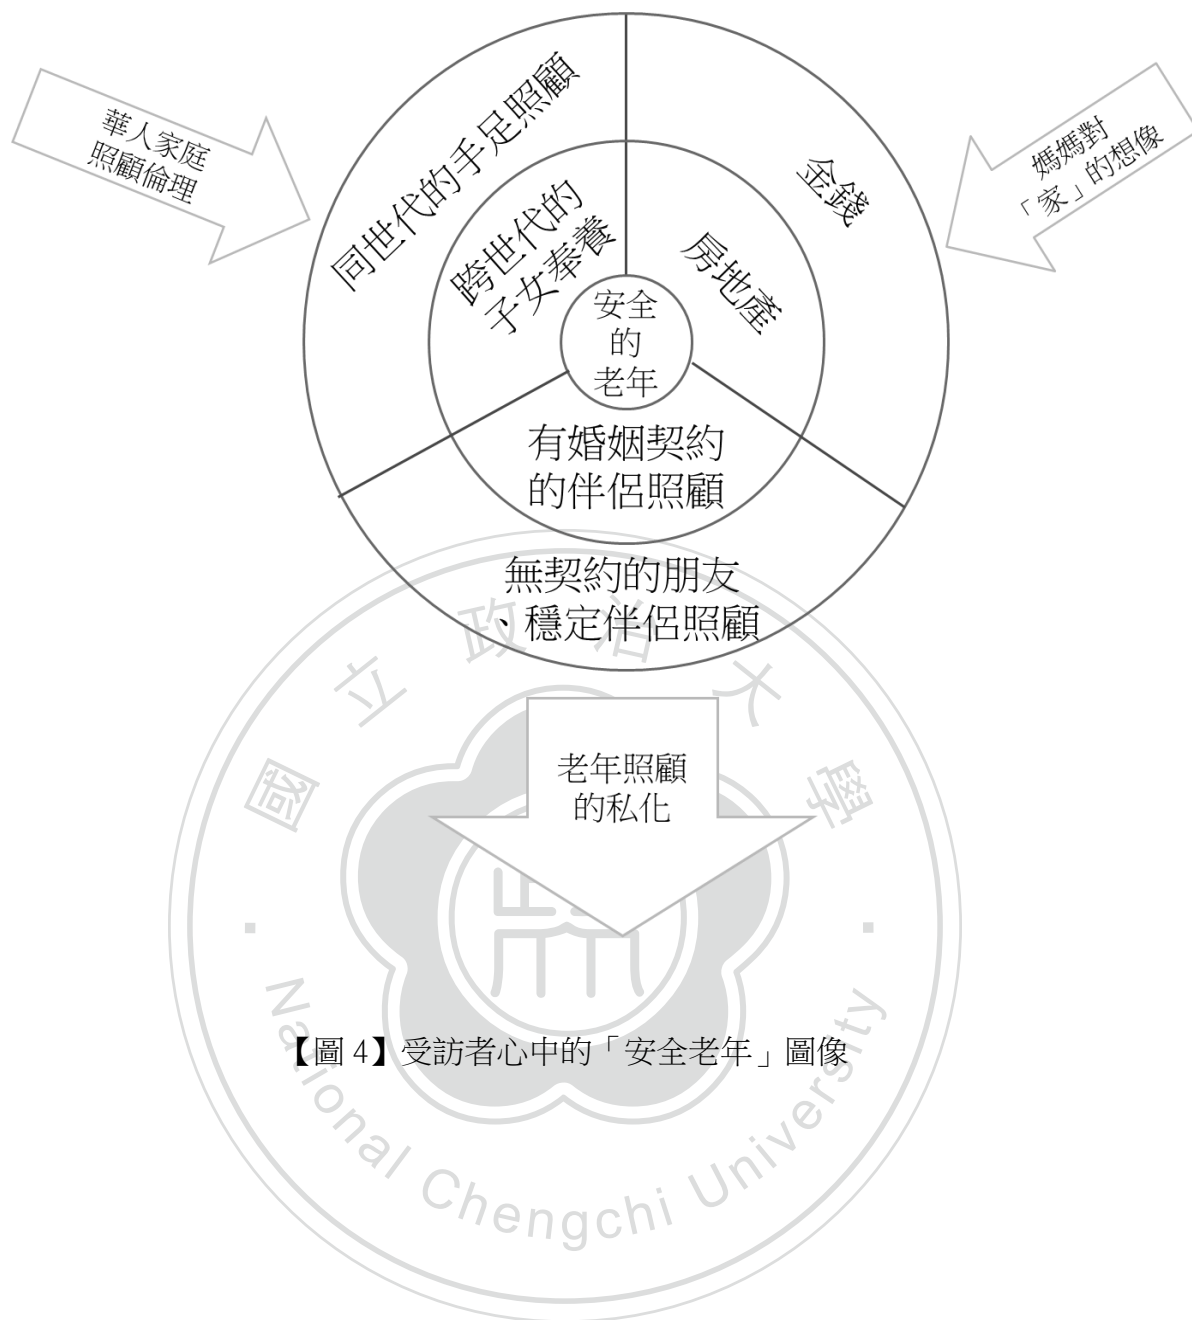 華人家庭
照顧倫理
媽媽對
「家」的想像
同世代的手足照顧
金錢
跨世代的
子女奉養
房地產
安全
的
老年
有婚姻契約
的伴侶照顧
無契約的朋友
、穩定伴侶照顧
國立政治大學
老年照顧
的私化
【圖 4】受訪者心中的「安全老年」圖像
National Chengchi University